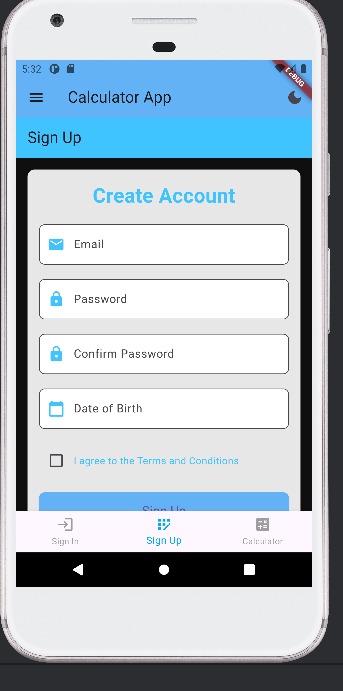 5:32
DEBUG
Calculator App
Sign Up
Create Account
Email
Password
Confirm Password
Date of Birth
I agree to the Terms and Conditions
Sign Up
Sign In
Sign Up
Calculator